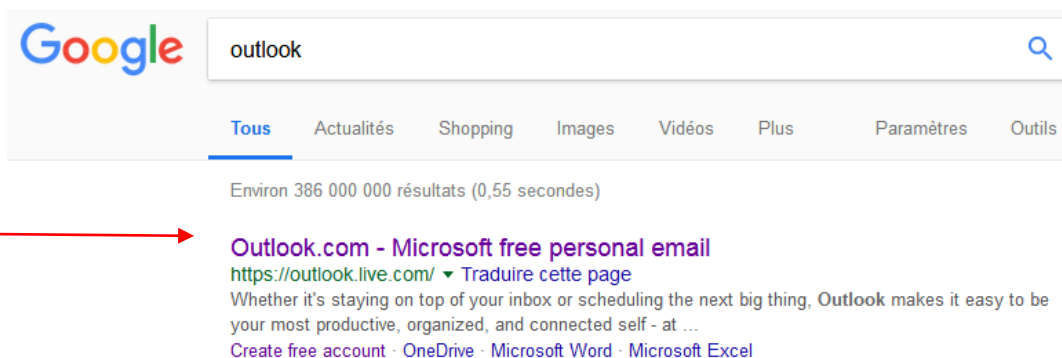 Google outlook
Tous Actualités Shopping Images Vidéos Plus Paramètres Outils
Environ 386 000 000 résultats (0,55 secondes)
Outlook.com - Microsoft free personal email
https://outlook.live.com/ ▾ Traduire cette page
Whether it's staying on top of your inbox or scheduling the next big thing, Outlook makes it easy to be
your most productive, organized, and connected self - at ...
Create free account · OneDrive · Microsoft Word · Microsoft Excel